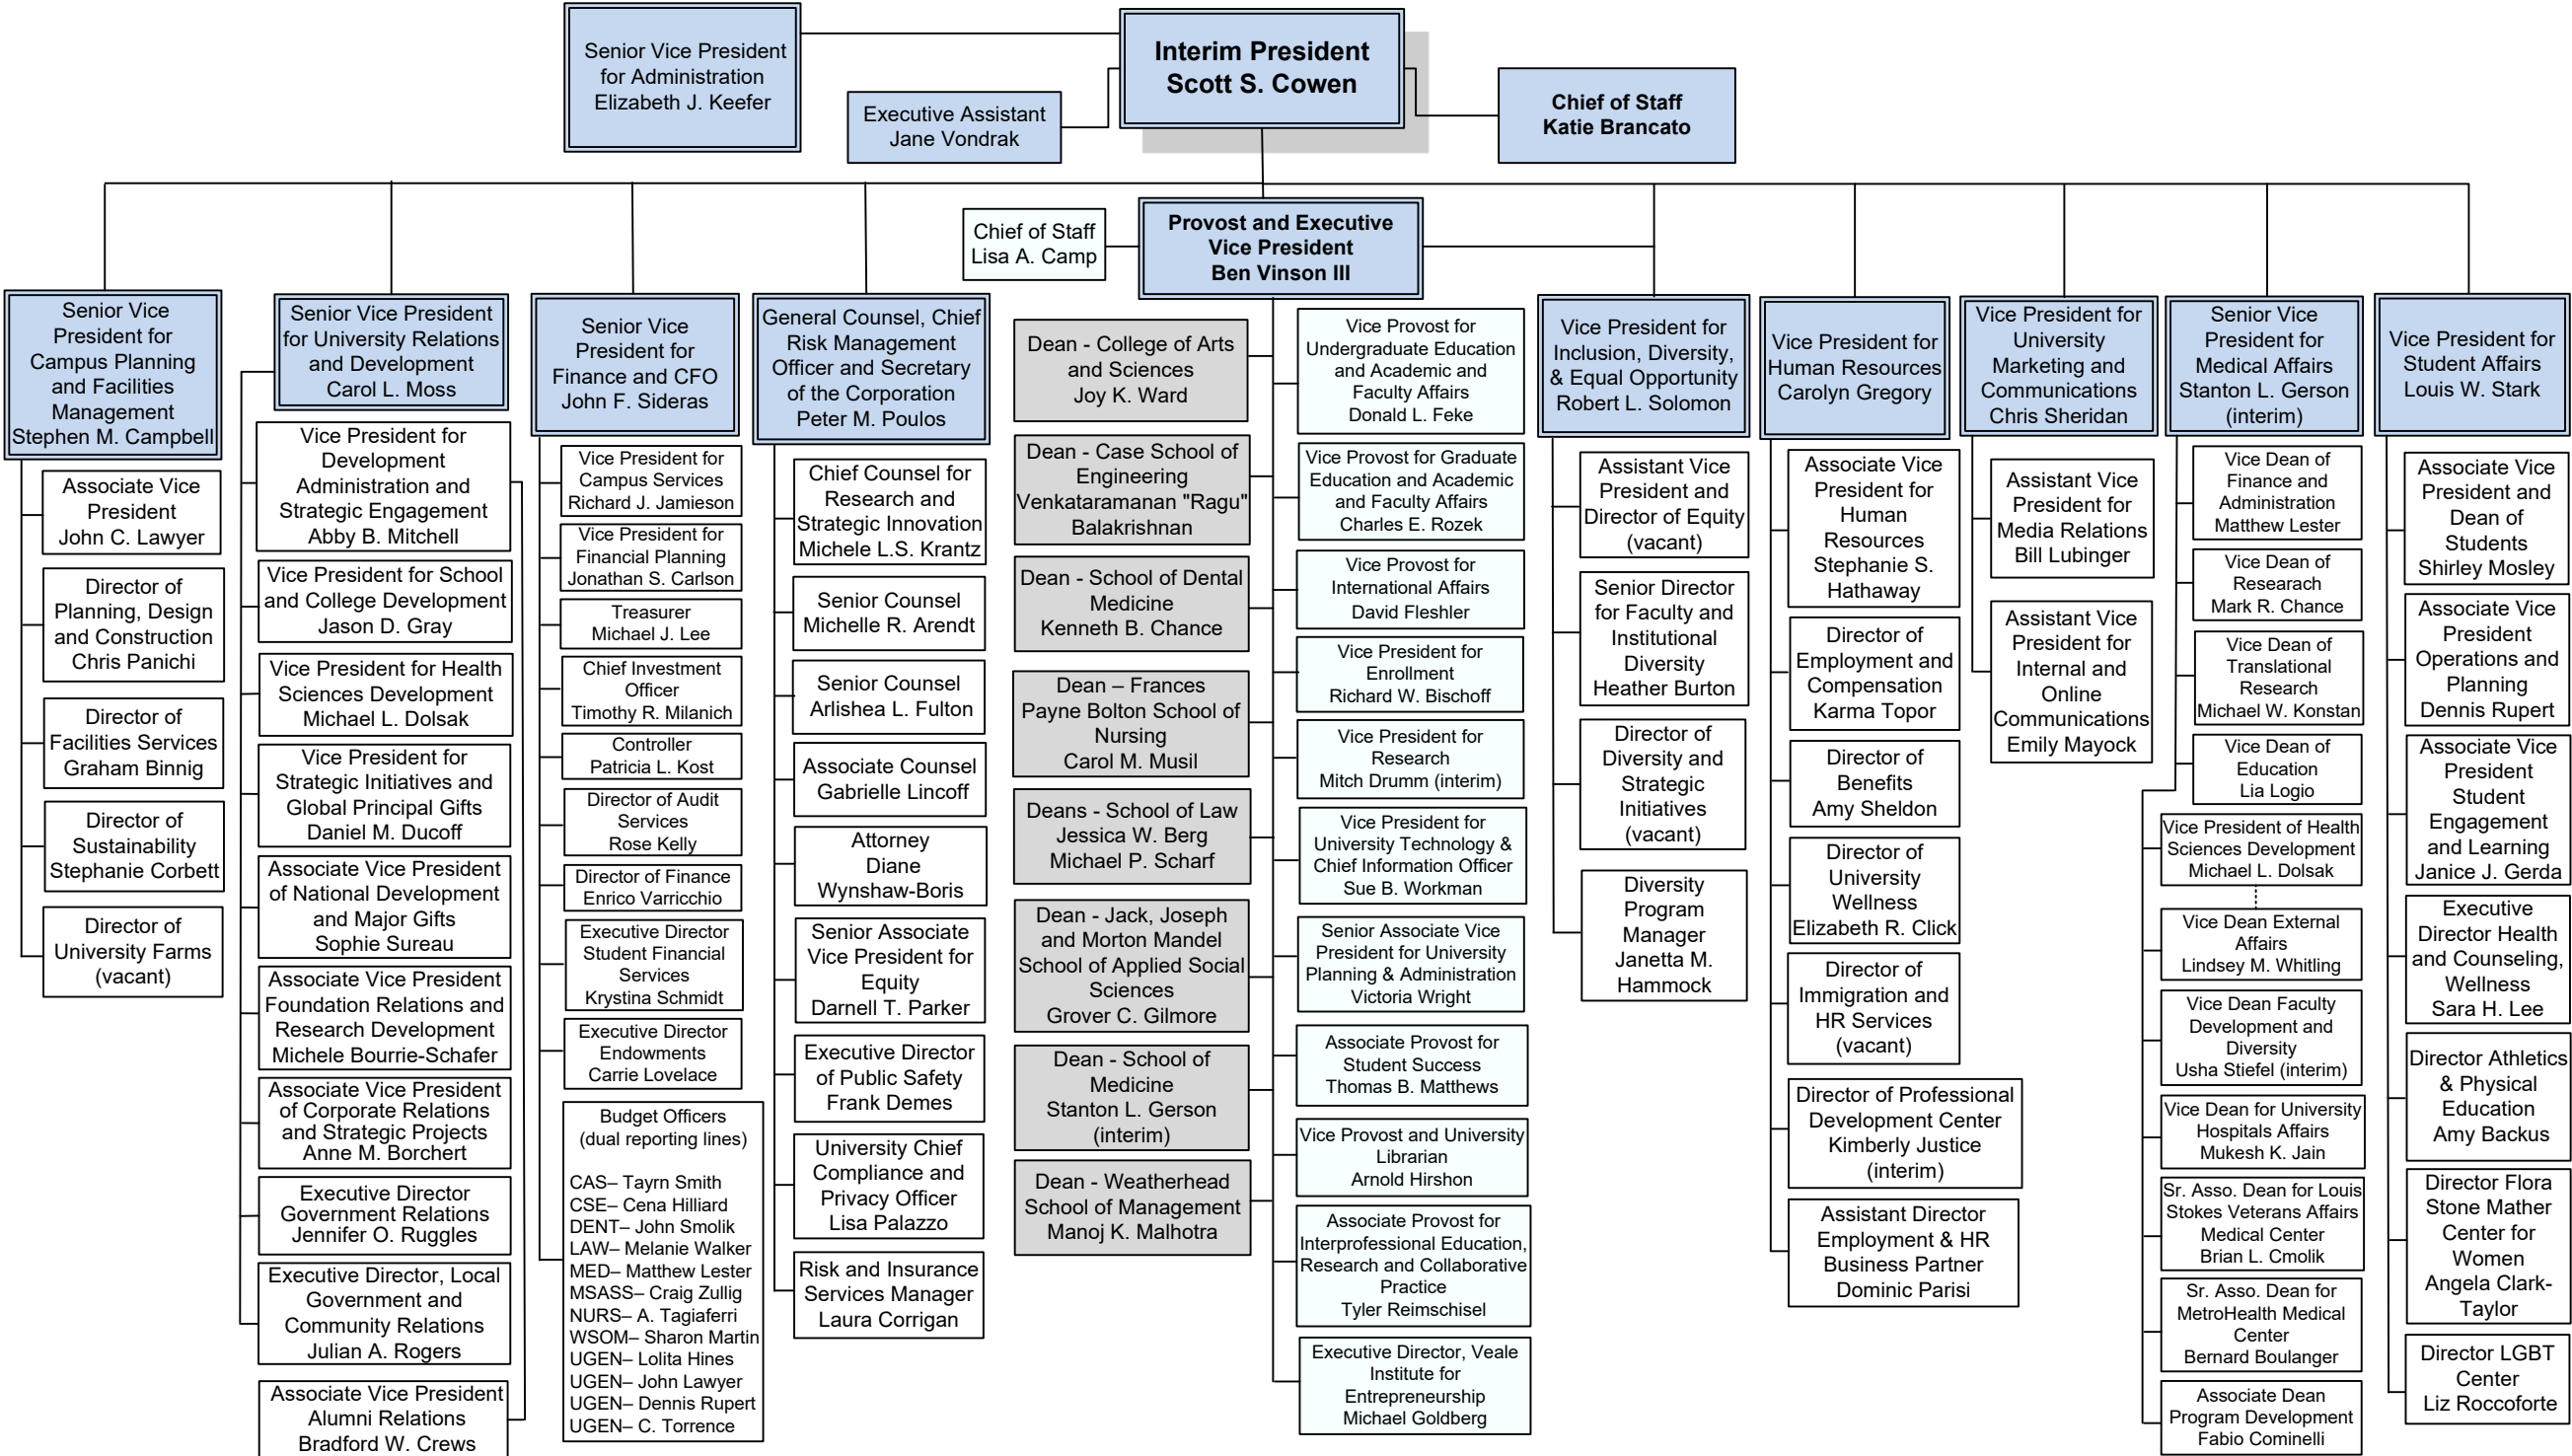 Senior Vice President
for Administration
Elizabeth J. Keefer
Interim President
Scott S. Cowen
Executive Assistant
Jane Vondrak
Chief of Staff
Katie Brancato
Chief of Staff
Lisa A. Camp
Provost and Executive
Vice President
Ben Vinson III
Senior Vice
President for
Campus Planning
and Facilities
Management
Stephen M. Campbell
Associate Vice
President
John C. Lawyer
Director of
Planning, Design
and Construction
Chris Panichi
Director of
Facilities Services
Graham Binnig
Director of
Sustainability
Stephanie Corbett
Director of
University Farms
(vacant)
Senior Vice President
for University Relations
and Development
Carol L. Moss
Vice President for
Development
Administration and
Strategic Engagement
Abby B. Mitchell
Vice President for School
and College Development
Jason D. Gray
Vice President for Health
Sciences Development
Michael L. Dolsak
Vice President for
Strategic Initiatives and
Global Principal Gifts
Daniel M. Ducoff
Associate Vice President
of National Development
and Major Gifts
Sophie Sureau
Associate Vice President
Foundation Relations and
Research Development
Michele Bourrie-Schafer
Associate Vice President
of Corporate Relations
and Strategic Projects
Anne M. Borchert
Executive Director
Government Relations
Jennifer O. Ruggles
Executive Director, Local
Government and
Community Relations
Julian A. Rogers
Associate Vice President
Alumni Relations
Bradford W. Crews
Senior Vice
President for
Finance and CFO
John F. Sideras
Vice President for
Campus Services
Richard J. Jamieson
Vice President for
Financial Planning
Jonathan S. Carlson
Treasurer
Michael J. Lee
Chief Investment
Officer
Timothy R. Milanich
Controller
Patricia L. Kost
Director of Audit
Services
Rose Kelly
Director of Finance
Enrico Varricchio
Executive Director
Student Financial
Services
Krystina Schmidt
Executive Director
Endowments
Carrie Lovelace
Budget Officers
(dual reporting lines)
CAS– Tayrn Smith
CSE– Cena Hilliard
DENT– John Smolik
LAW– Melanie Walker
MED– Matthew Lester
MSASS– Craig Zullig
NURS– A. Tagiaferri
WSOM– Sharon Martin
UGEN– Lolita Hines
UGEN– John Lawyer
UGEN– Dennis Rupert
UGEN– C. Torrence
General Counsel, Chief
Risk Management
Officer and Secretary
of the Corporation
Peter M. Poulos
Chief Counsel for
Research and
Strategic Innovation
Michele L.S. Krantz
Senior Counsel
Michelle R. Arendt
Senior Counsel
Arlishea L. Fulton
Associate Counsel
Gabrielle Lincoff
Attorney
Diane
Wynshaw-Boris
Senior Associate
Vice President for
Equity
Darnell T. Parker
Executive Director
of Public Safety
Frank Demes
University Chief
Compliance and
Privacy Officer
Lisa Palazzo
Risk and Insurance
Services Manager
Laura Corrigan
Dean - College of Arts
and Sciences
Joy K. Ward
Dean - Case School of
Engineering
Venkataramanan "Ragu"
Balakrishnan
Dean - School of Dental
Medicine
Kenneth B. Chance
Dean – Frances
Payne Bolton School of
Nursing
Carol M. Musil
Deans - School of Law
Jessica W. Berg
Michael P. Scharf
Dean - Jack, Joseph
and Morton Mandel
School of Applied Social
Sciences
Grover C. Gilmore
Dean - School of
Medicine
Stanton L. Gerson
(interim)
Dean - Weatherhead
School of Management
Manoj K. Malhotra
Vice Provost for
Undergraduate Education
and Academic and
Faculty Affairs
Donald L. Feke
Vice Provost for Graduate
Education and Academic
and Faculty Affairs
Charles E. Rozek
Vice Provost for
International Affairs
David Fleshler
Vice President for
Enrollment
Richard W. Bischoff
Vice President for
Research
Mitch Drumm (interim)
Vice President for
University Technology &
Chief Information Officer
Sue B. Workman
Senior Associate Vice
President for University
Planning & Administration
Victoria Wright
Associate Provost for
Student Success
Thomas B. Matthews
Vice Provost and University
Librarian
Arnold Hirshon
Associate Provost for
Interprofessional Education,
Research and Collaborative
Practice
Tyler Reimschisel
Executive Director, Veale
Institute for
Entrepreneurship
Michael Goldberg
Vice President for
Inclusion, Diversity,
& Equal Opportunity
Robert L. Solomon
Assistant Vice
President and
Director of Equity
(vacant)
Senior Director
for Faculty and
Institutional
Diversity
Heather Burton
Director of
Diversity and
Strategic
Initiatives
(vacant)
Diversity
Program
Manager
Janetta M.
Hammock
Vice President for
Human Resources
Carolyn Gregory
Associate Vice
President for
Human
Resources
Stephanie S.
Hathaway
Director of
Employment and
Compensation
Karma Topor
Director of
Benefits
Amy Sheldon
Director of
University
Wellness
Elizabeth R. Click
Director of
Immigration and
HR Services
(vacant)
Director of Professional
Development Center
Kimberly Justice
(interim)
Assistant Director
Employment & HR
Business Partner
Dominic Parisi
Vice President for
University
Marketing and
Communications
Chris Sheridan
Assistant Vice
President for
Media Relations
Bill Lubinger
Assistant Vice
President for
Internal and
Online
Communications
Emily Mayock
Senior Vice
President for
Medical Affairs
Stanton L. Gerson
(interim)
Vice Dean of
Finance and
Administration
Matthew Lester
Vice Dean of
Researach
Mark R. Chance
Vice Dean of
Translational
Research
Michael W. Konstan
Vice Dean of
Education
Lia Logio
Vice President of Health
Sciences Development
Michael L. Dolsak
Vice Dean External
Affairs
Lindsey M. Whitling
Vice Dean Faculty
Development and
Diversity
Usha Stiefel (interim)
Vice Dean for University
Hospitals Affairs
Mukesh K. Jain
Sr. Asso. Dean for Louis
Stokes Veterans Affairs
Medical Center
Brian L. Cmolik
Sr. Asso. Dean for
MetroHealth Medical
Center
Bernard Boulanger
Associate Dean
Program Development
Fabio Cominelli
Vice President for
Student Affairs
Louis W. Stark
Associate Vice
President and
Dean of
Students
Shirley Mosley
Associate Vice
President
Operations and
Planning
Dennis Rupert
Associate Vice
President
Student
Engagement
and Learning
Janice J. Gerda
Executive
Director Health
and Counseling,
Wellness
Sara H. Lee
Director Athletics
& Physical
Education
Amy Backus
Director Flora
Stone Mather
Center for
Women
Angela Clark-
Taylor
Director LGBT
Center
Liz Roccoforte